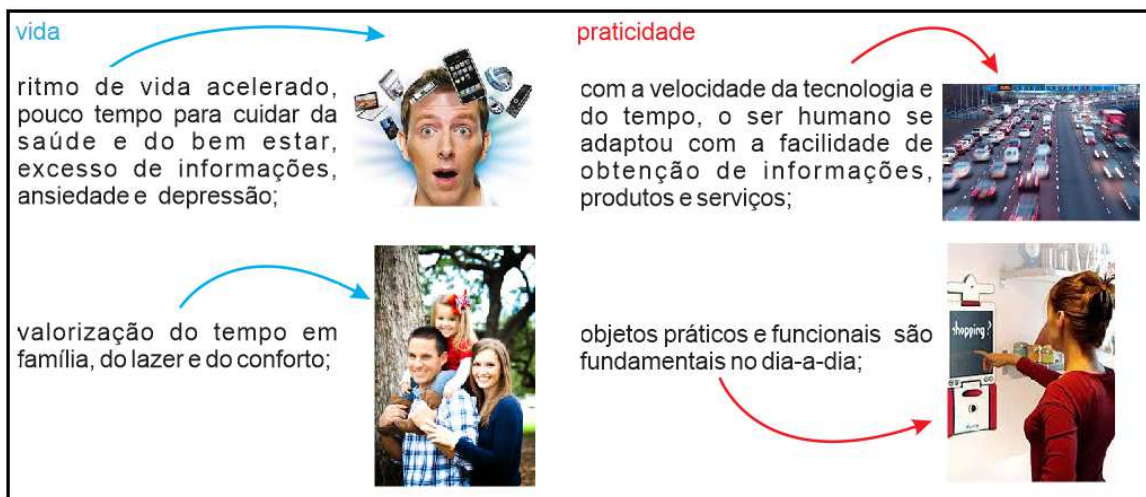 vida
ritmo de vida acelerado,
pouco tempo para cuidar da
saúde e do bem estar,
excesso de informações,
ansiedade e depressão;
valorização do tempo em
família, do lazer e do conforto;
praticidade
com a velocidade da tecnologia e
do tempo, o ser humano se
adaptou com a facilidade de
obtenção de informações,
produtos e serviços;
objetos práticos e funcionais são
fundamentais no dia-a-dia;
shopping?